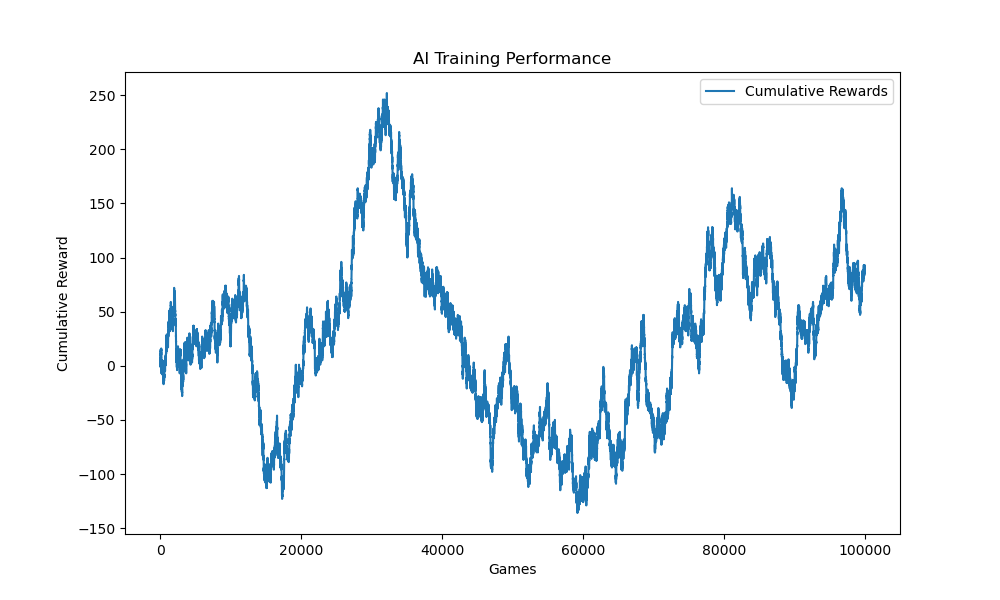 AI Training Performance
Cumulative Rewards
250
200
150
100
50
0
−50
−100
−150
Cumulative Reward
0 20000 40000 60000 80000 100000
Games